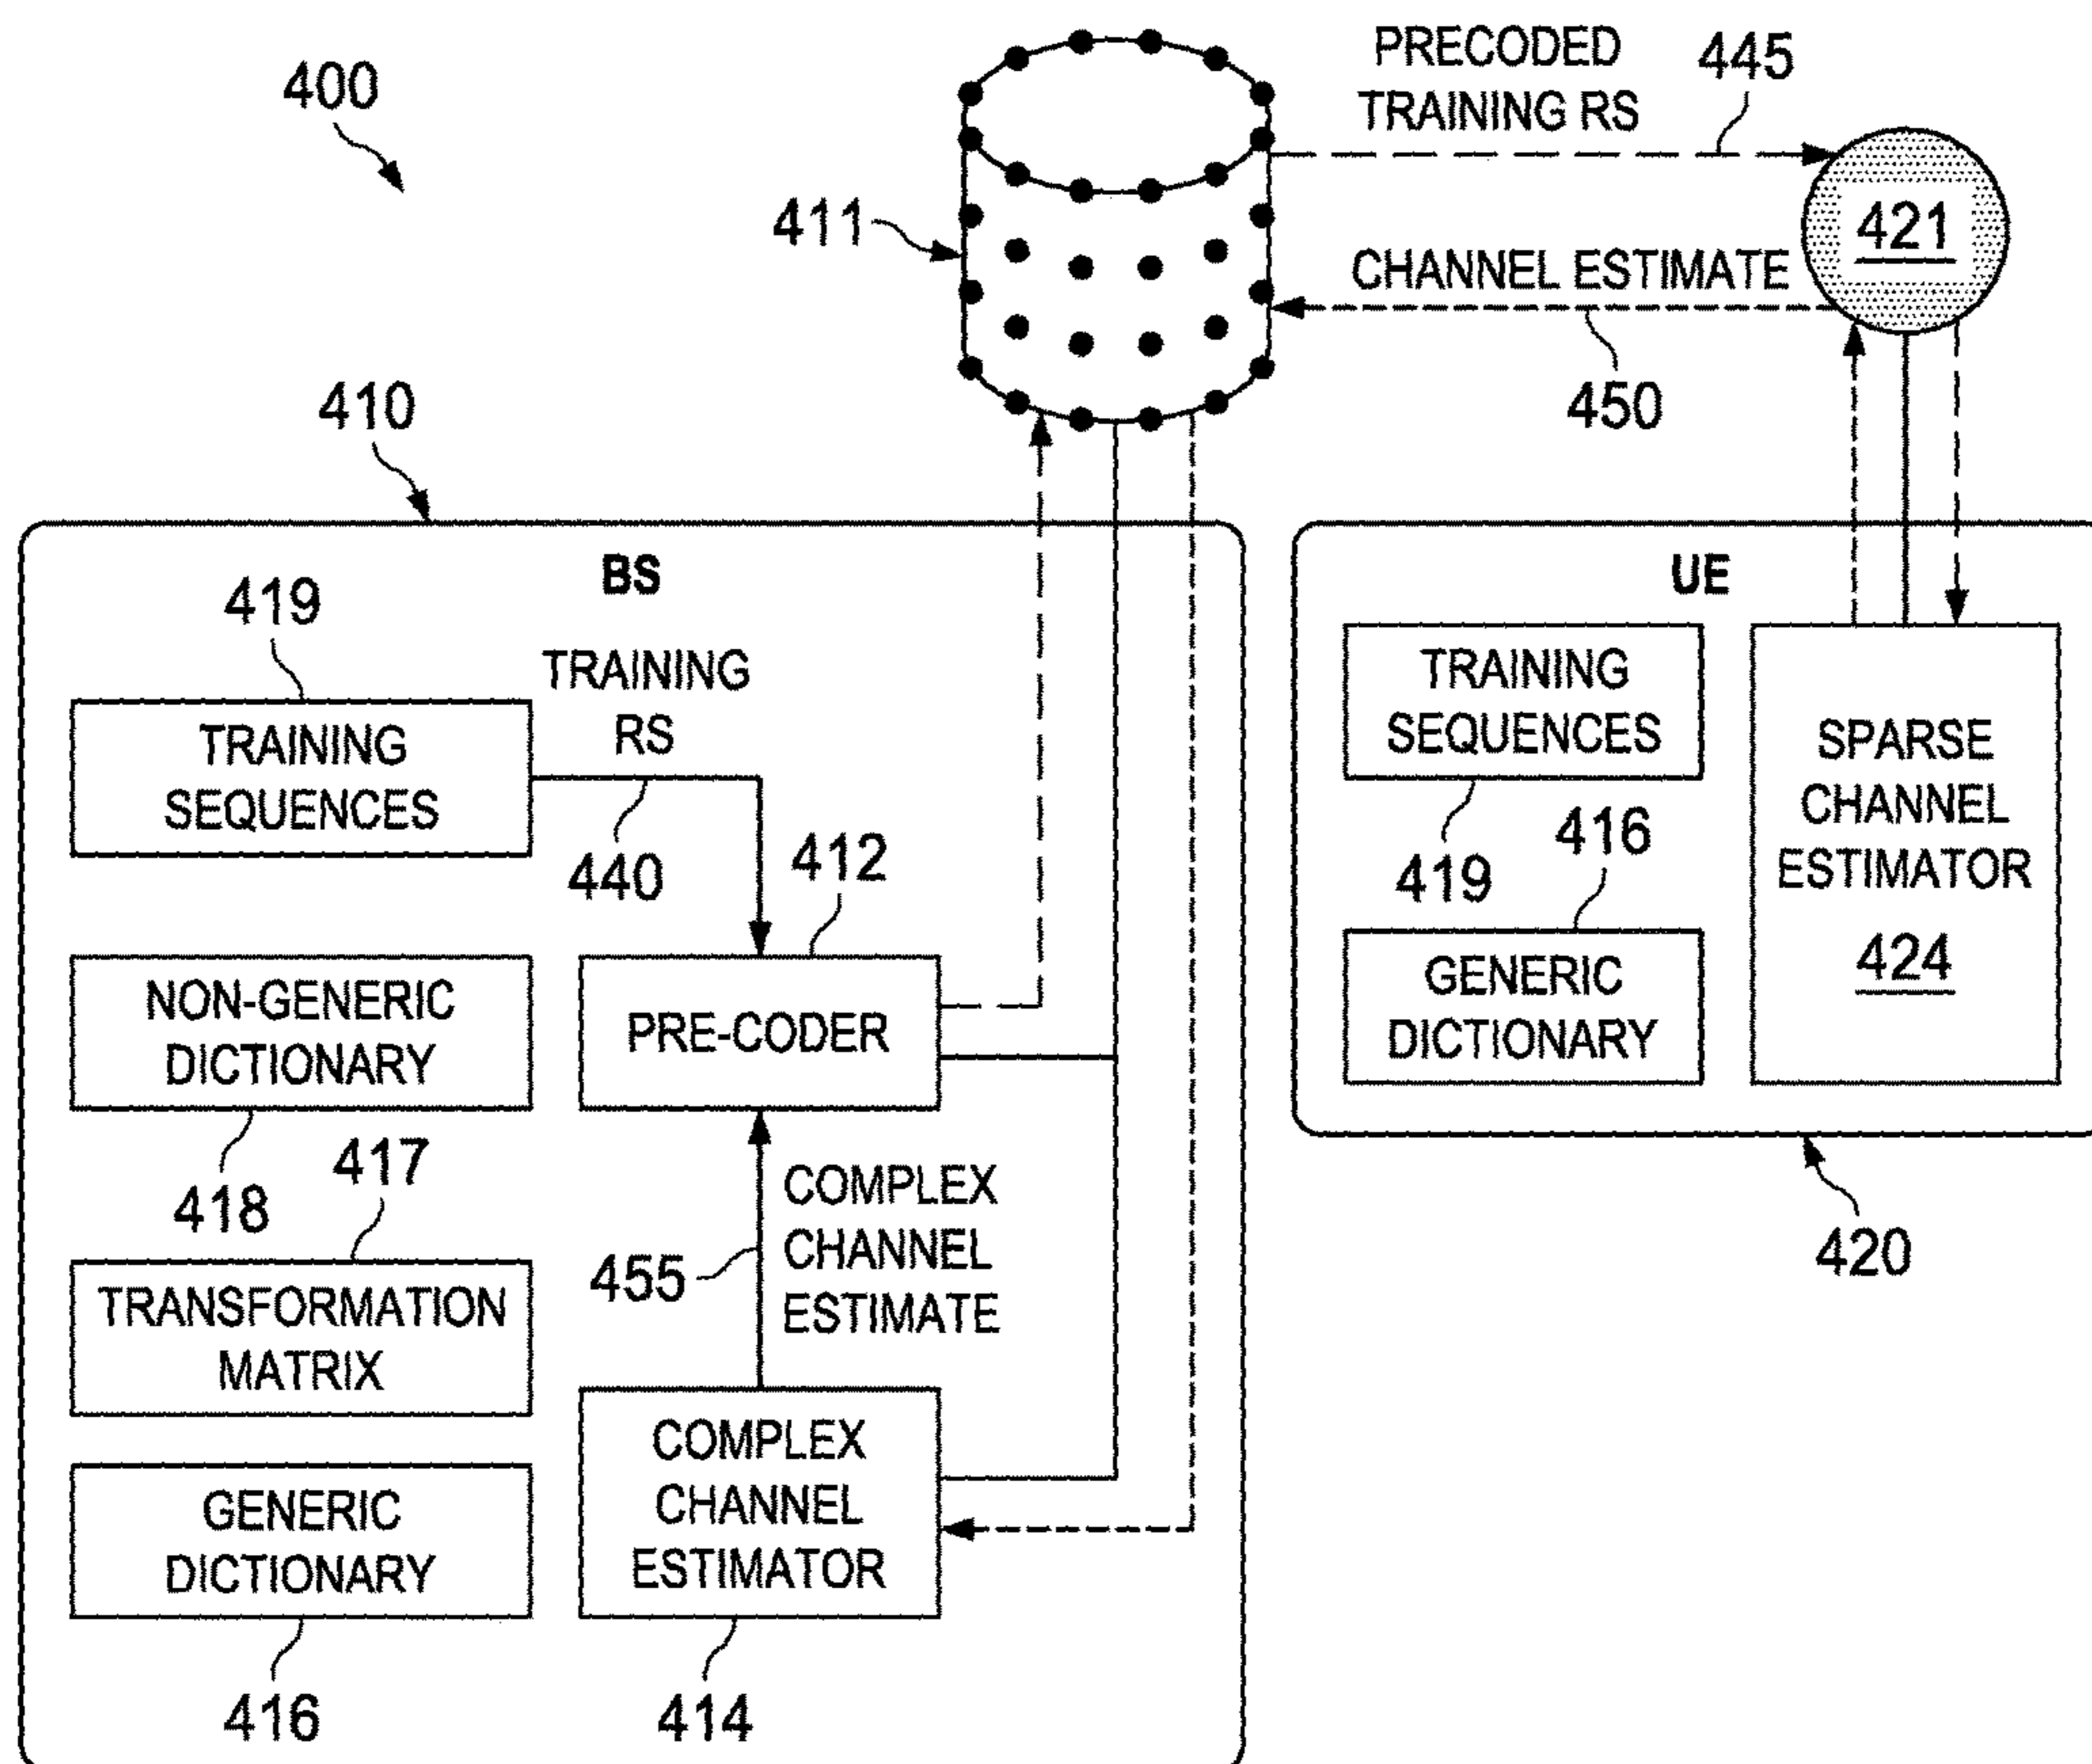 400
PRECODED
TRAINING RS
445
411
421
CHANNEL ESTIMATE
450
410
BS
419
TRAINING
RS
TRAINING
SEQUENCES
440
412
NON-GENERIC
DICTIONARY
PRE-CODER
418
417
COMPLEX
CHANNEL
ESTIMATE
455
TRANSFORMATION
MATRIX
COMPLEX
CHANNEL
ESTIMATOR
GENERIC
DICTIONARY
416
414
UE
TRAINING
SEQUENCES
419
416
GENERIC
DICTIONARY
SPARSE
CHANNEL
ESTIMATOR
424
420